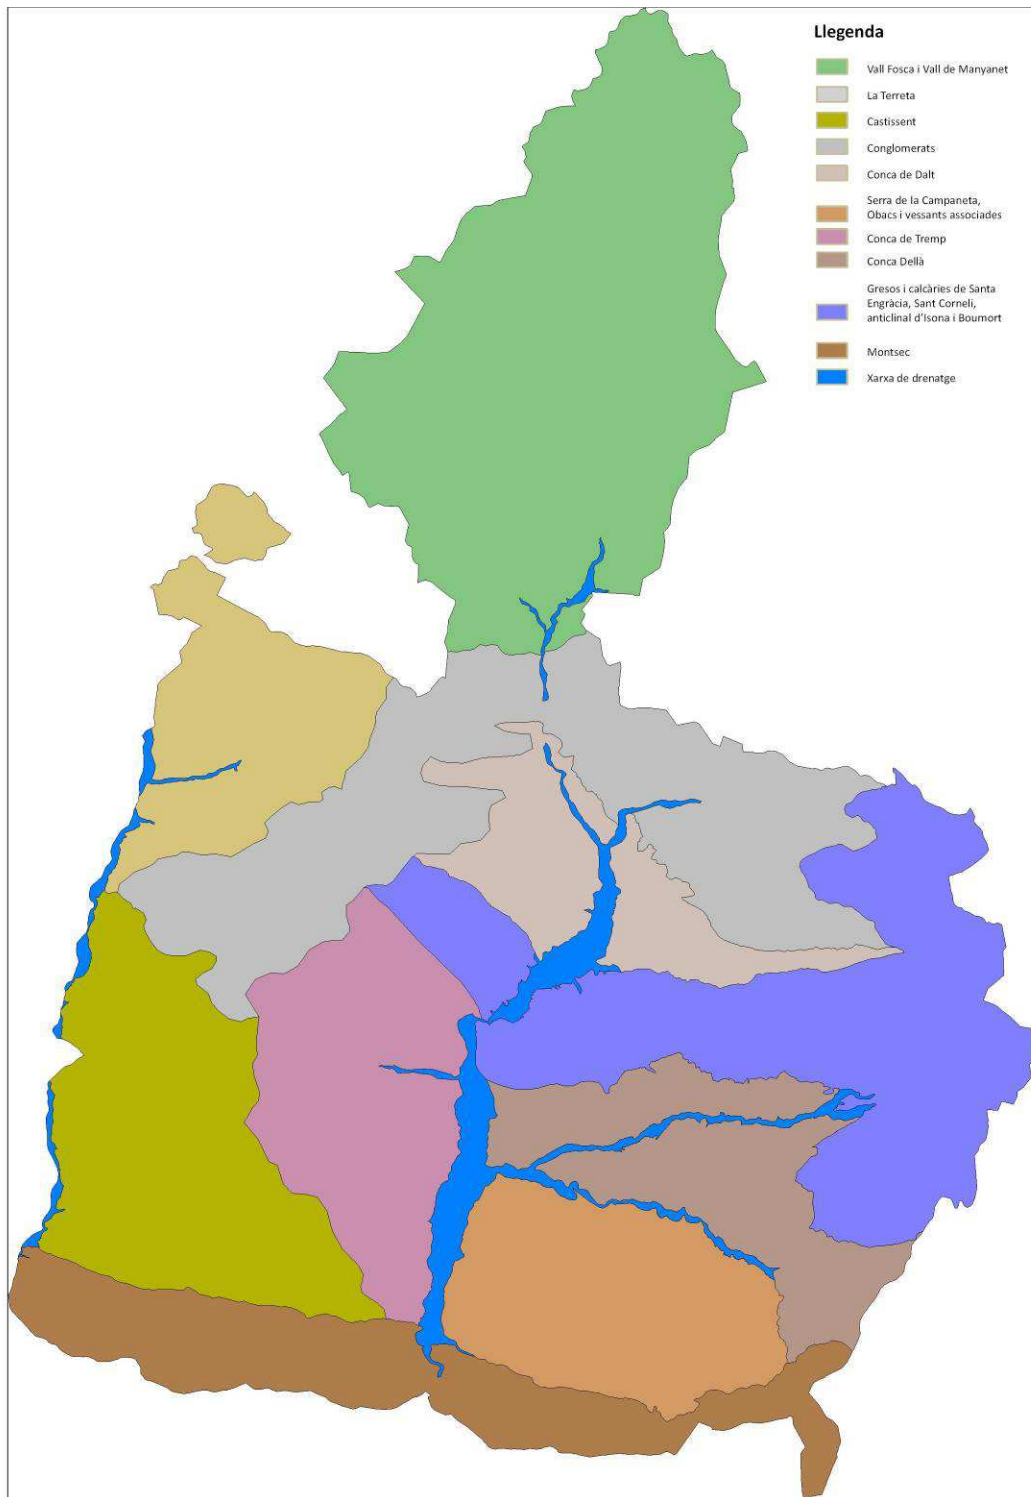 Llegenda
Vall Fosca i Vall de Manyanet
La Terreta
Castissent
Conglomerats
Conca de Dalt
Serra de la Campaneta,
Obacs i vessants associades
Conca de Tremp
Conca Dellà
Gresos i calcàries de Santa
Engràcia, Sant Corneli,
anticlinal d'Isona i Boumort
Montsec
Xarxa de drenatge